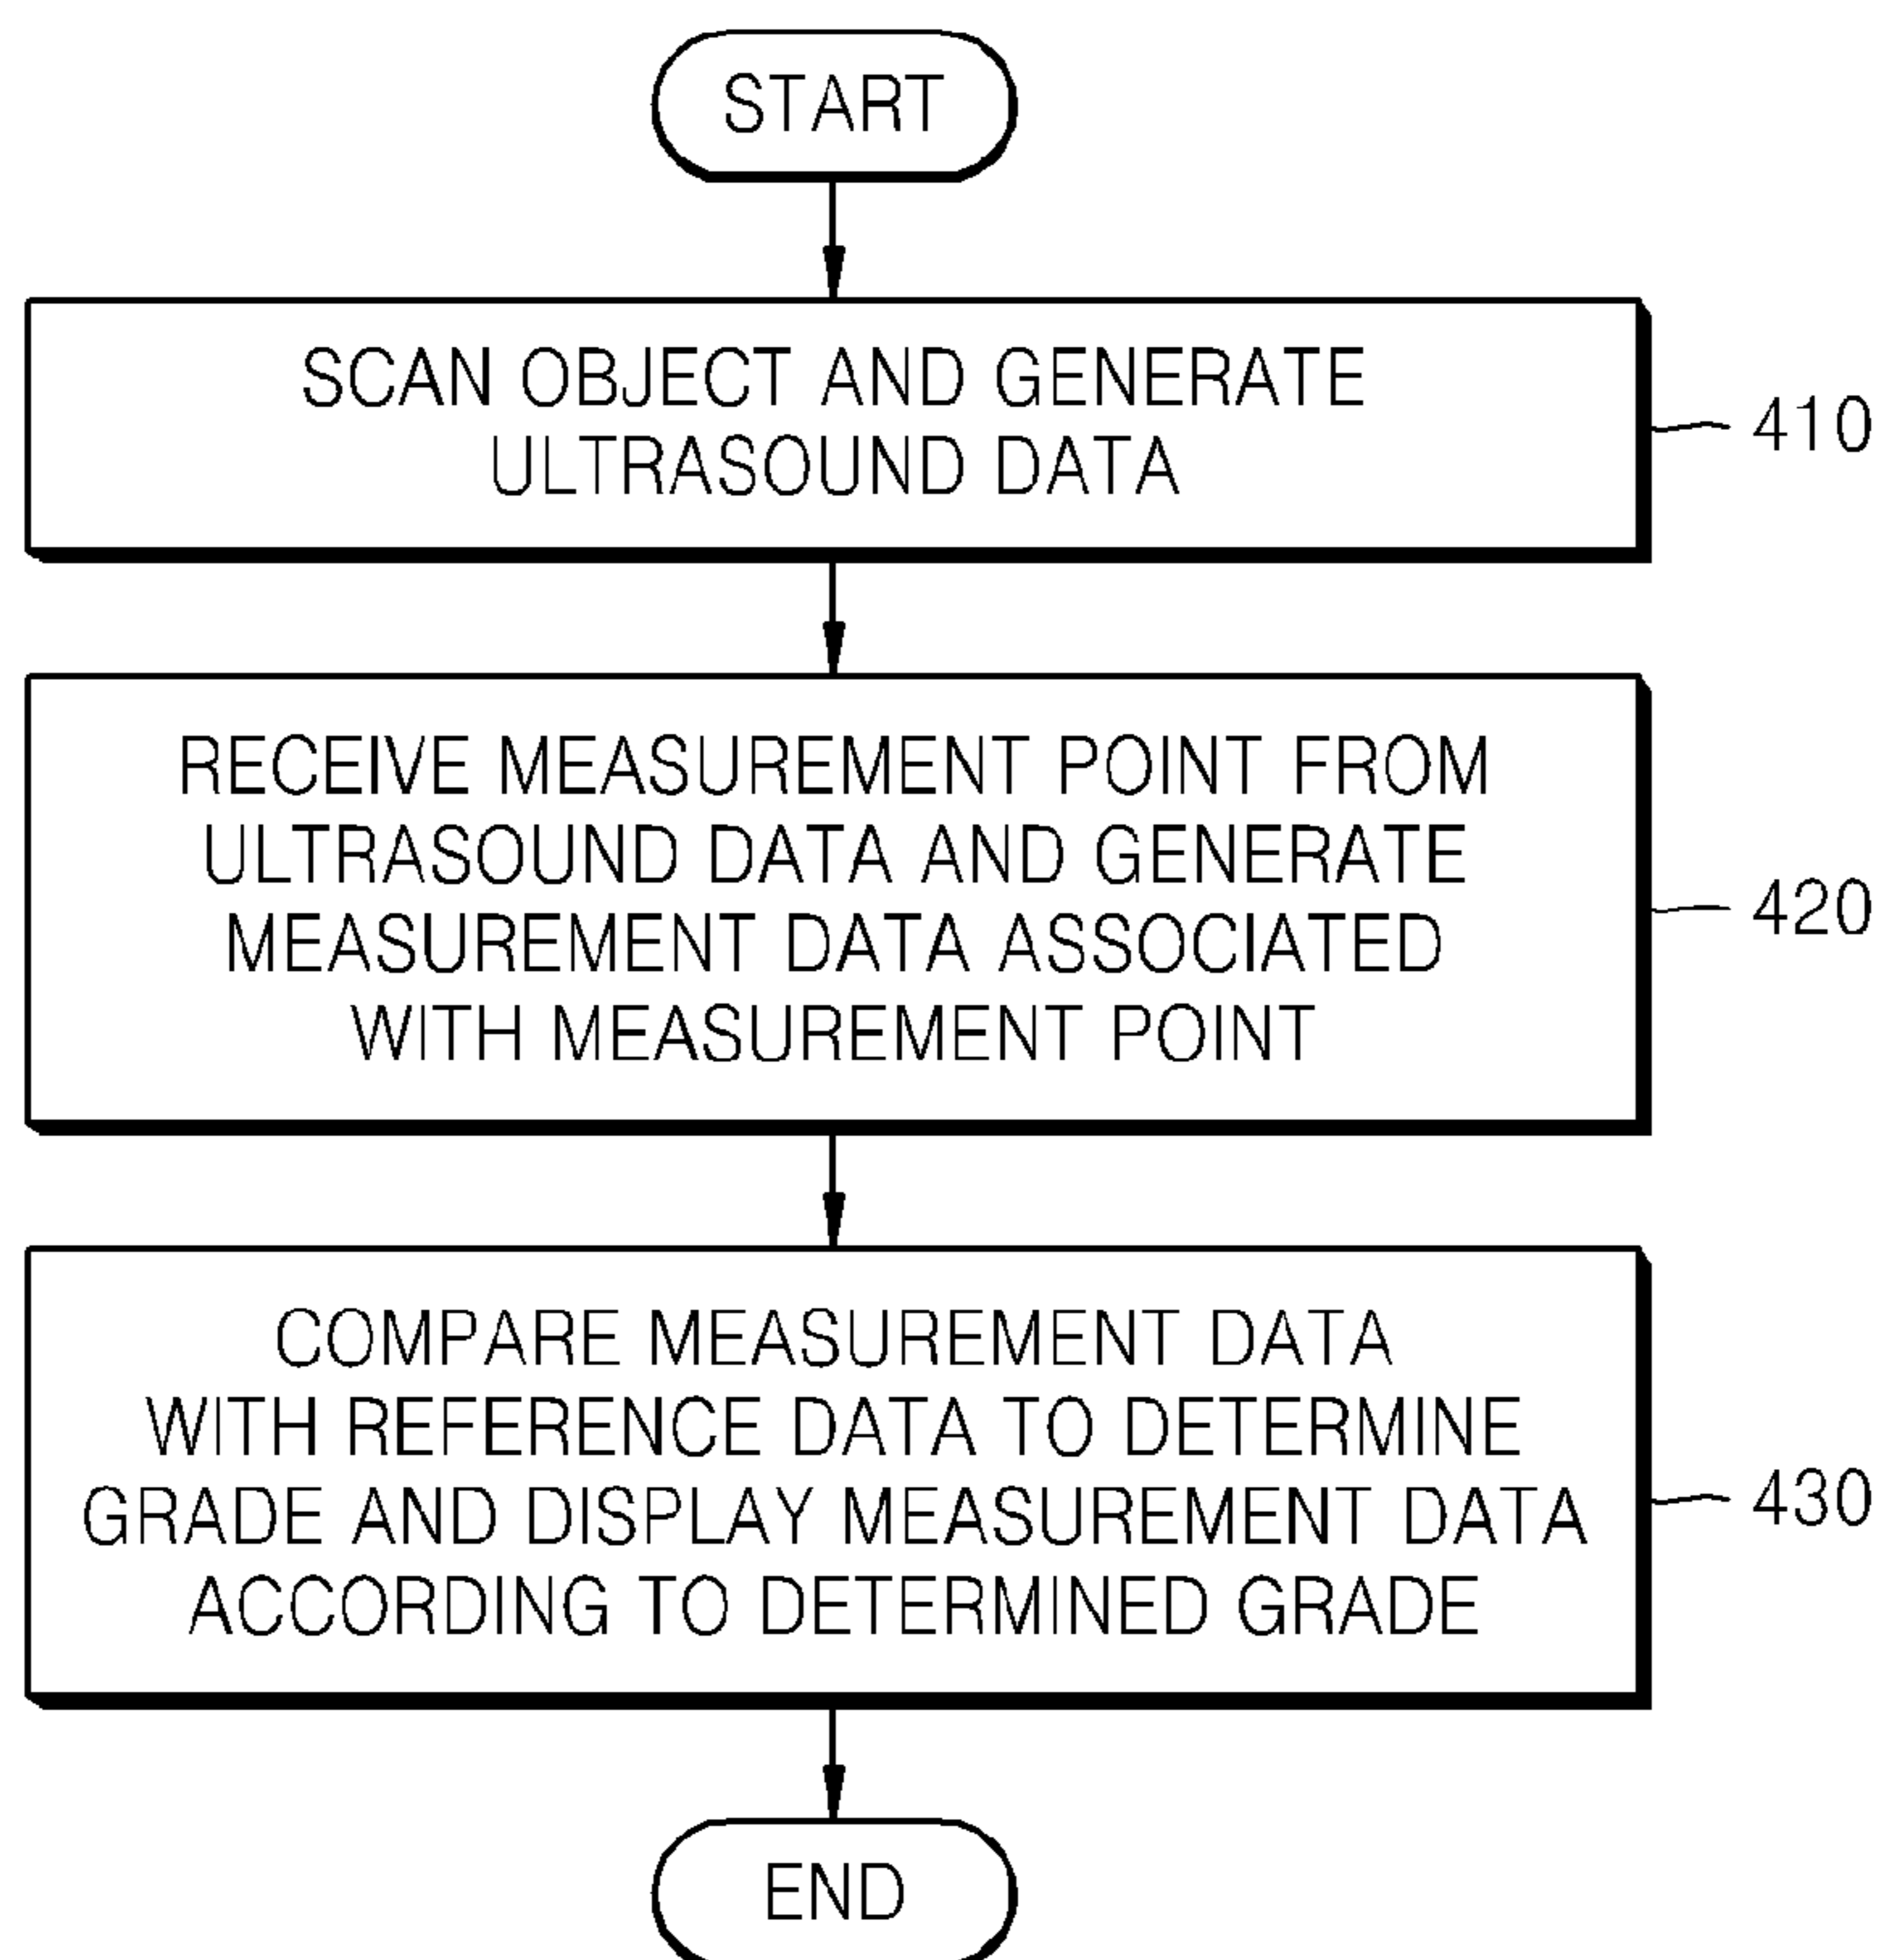 START
SCAN OBJECT AND GENERATE
ULTRASOUND DATA
410
RECEIVE MEASUREMENT POINT FROM
ULTRASOUND DATA AND GENERATE
MEASUREMENT DATA ASSOCIATED
WITH MEASUREMENT POINT
420
COMPARE MEASUREMENT DATA
WITH REFERENCE DATA TO DETERMINE
GRADE AND DISPLAY MEASUREMENT DATA
ACCORDING TO DETERMINED GRADE
430
END